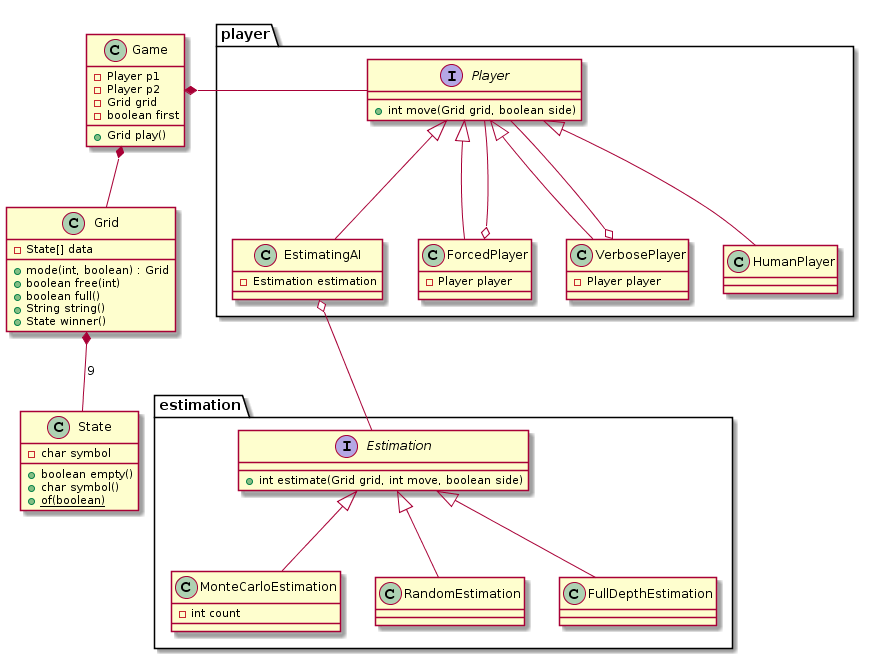 player
C Game
Player p1
Player p2
Grid grid
boolean first
Grid play()
I Player
int move(Grid grid, boolean side)
C Grid
State[] data
mode(int, boolean) : Grid
boolean free(int)
boolean full()
String string()
State winner()
C EstimatingAI
Estimation estimation
C ForcedPlayer
Player player
C VerbosePlayer
Player player
C HumanPlayer
9
C State
char symbol
boolean empty()
char symbol()
of(boolean)
estimation
I Estimation
int estimate(Grid grid, int move, boolean side)
C MonteCarloEstimation
int count
C RandomEstimation
C FullDepthEstimation